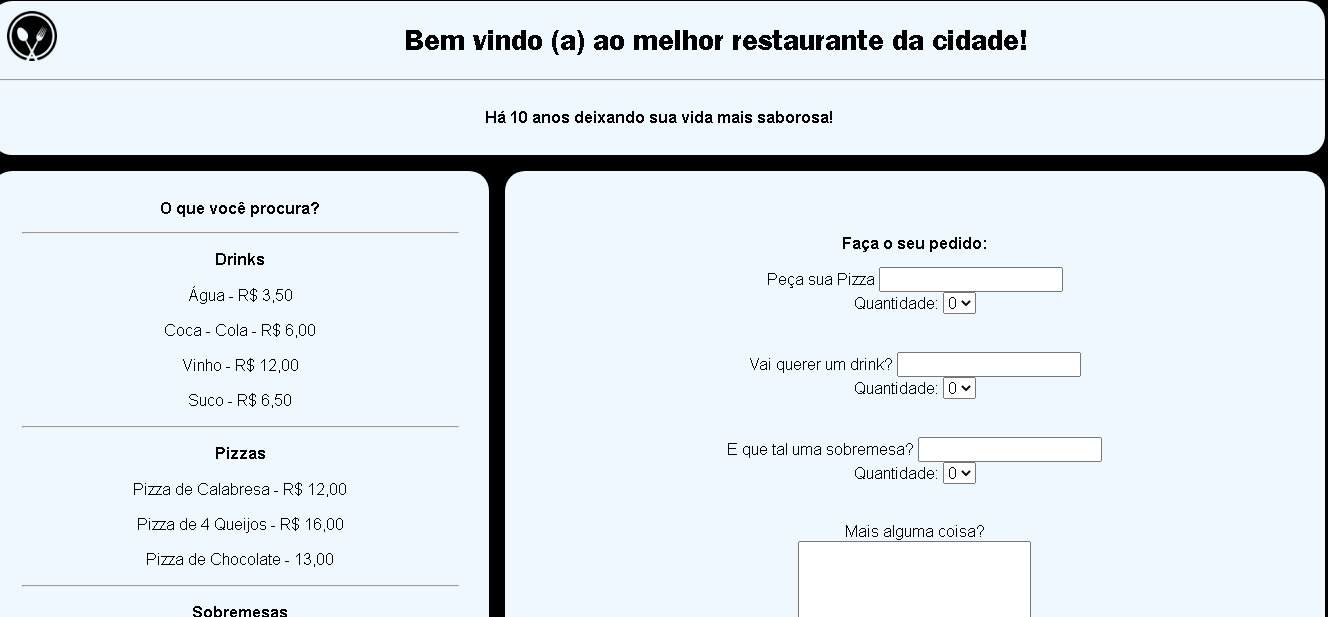 Bem vindo (a) ao melhor restaurante da cidade!
Há 10 anos deixando sua vida mais saborosa!
O que você procura?
Drinks
Água - R$ 3,50
Coca - Cola - R$ 6,00
Vinho - R$ 12,00
Suco - R$ 6,50
Pizzas
Pizza de Calabresa - R$ 12,00
Pizza de 4 Queijos - R$ 16,00
Pizza de Chocolate - 13,00
Sobremesas
Faça o seu pedido:
Peça sua Pizza
Quantidade: 0
Vai querer um drink?
Quantidade: 0
E que tal uma sobremesa?
Quantidade: 0
Mais alguma coisa?